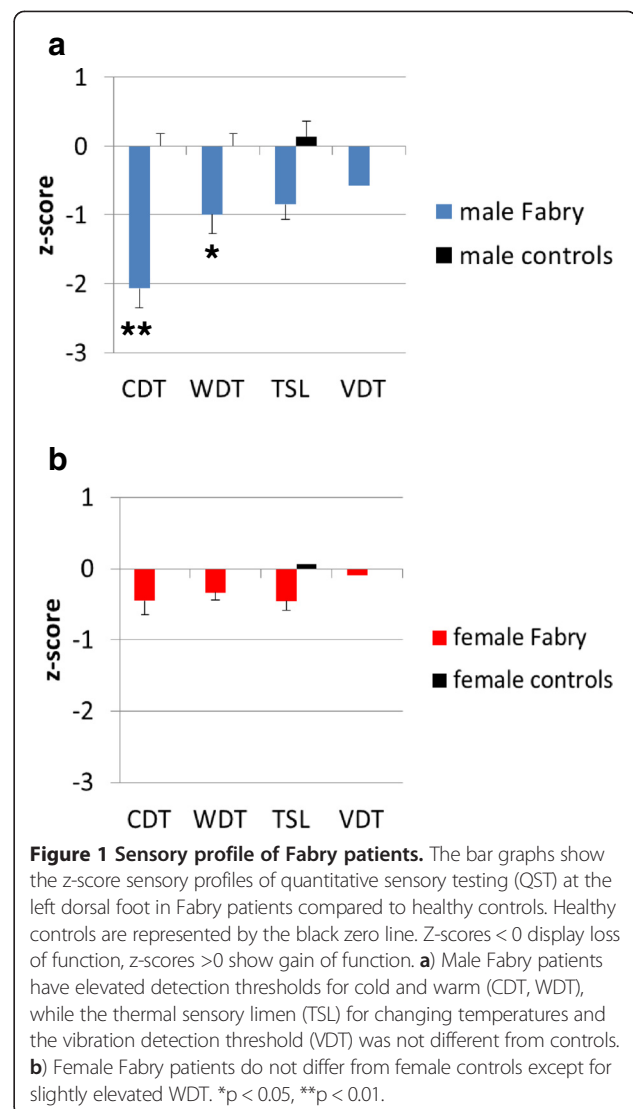 a
1
0
-1
-2
-3
z-score
*
**
CDT WDT TSL VDT
male Fabry
male controls
b
1
0
-1
-2
-3
z-score
CDT WDT TSL VDT
female Fabry
female controls
Figure 1 Sensory profile of Fabry patients. The bar graphs show
the z-score sensory profiles of quantitative sensory testing (QST) at the
left dorsal foot in Fabry patients compared to healthy controls. Healthy
controls are represented by the black zero line. Z-scores < 0 display loss
of function, z-scores >0 show gain of function. a) Male Fabry patients
have elevated detection thresholds for cold and warm (CDT, WDT),
while the thermal sensory limen (TSL) for changing temperatures and
the vibration detection threshold (VDT) was not different from controls.
b) Female Fabry patients do not differ from female controls except for
slightly elevated WDT. *p < 0.05, **p < 0.01.